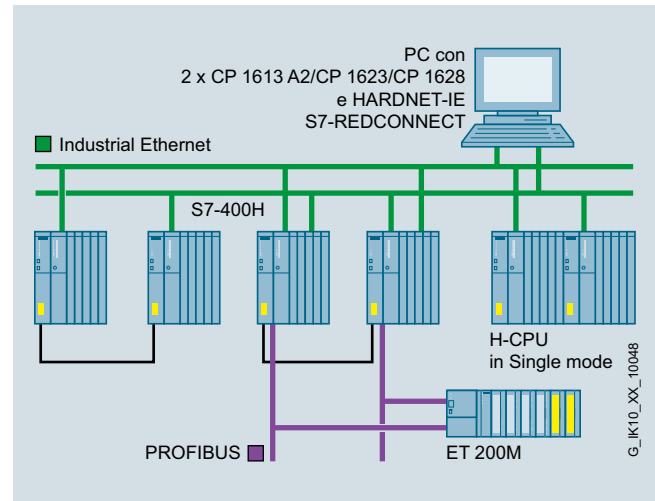 PC con
2 x CP 1613 A2/CP 1623/CP 1628
e HARDNET-IE
S7-REDCONNECT
Industrial Ethernet
S7-400H
H-CPU
in Single mode
PROFIBUS
ET 200M
G_IK10_XX_10048